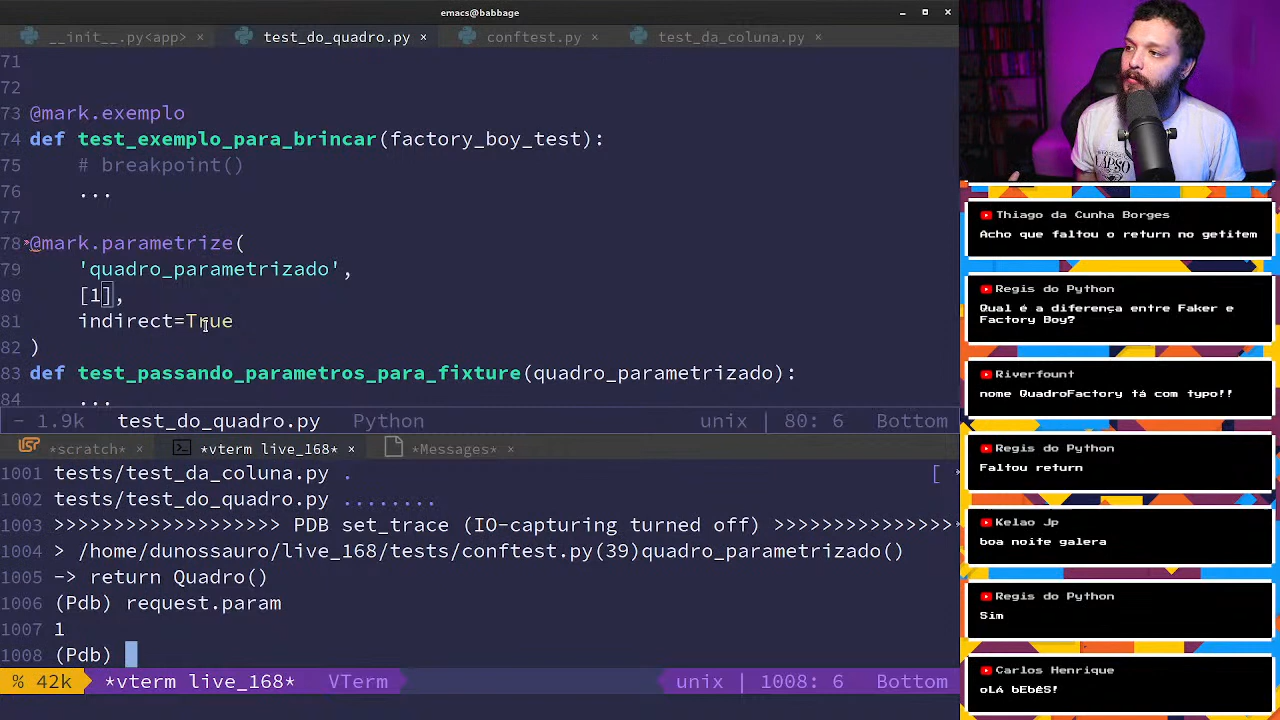 emacs@babbage
__init__.py<app> ×
test_do_quadro.py ×
conftest.py ×
test_da_coluna.py ×
71
72
73 @mark.exemplo
74 def test_exemplo_para_brincar(factory_boy_test):
75 # breakpoint()
76 ...
77
78 @mark.parametrize(
79 'quadro_parametrizado',
80 [1],
81 indirect=True
82 )
83 def test_passando_parametros_para_fixture(quadro_parametrizado):
84 ...
- 1.9k test_do_quadro.py Python unix | 80: 6 Bottom
*scratch* ×
*vterm live_168* ×
*Messages* ×
1001 tests/test_da_coluna.py . [
1002 tests/test_do_quadro.py ........
1003 >>>>>>>>>>>>>>>>>>> PDB set_trace (IO-capturing turned off) >>>>>>>>>>>>>>>
1004 > /home/dunossauro/live_168/tests/conftest.py(39)quadro_parametrizado()
1005 -> return Quadro()
1006 (Pdb) request.param
1007 1
1008 (Pdb)
% 42k *vterm live_168* VTerm unix | 1008: 6 Bottom
LAPSO
Thiago da Cunha Borges
Acho que faltou o return no getitem
Regis do Python
Qual é a diferença entre Faker e
Factory Boy?
Riverfount
nome QuadroFactory tá com typo!!
Regis do Python
Faltou return
Kelao Jp
boa noite galera
Regis do Python
Sim
Carlos Henrique
oLÁ bEbêS!